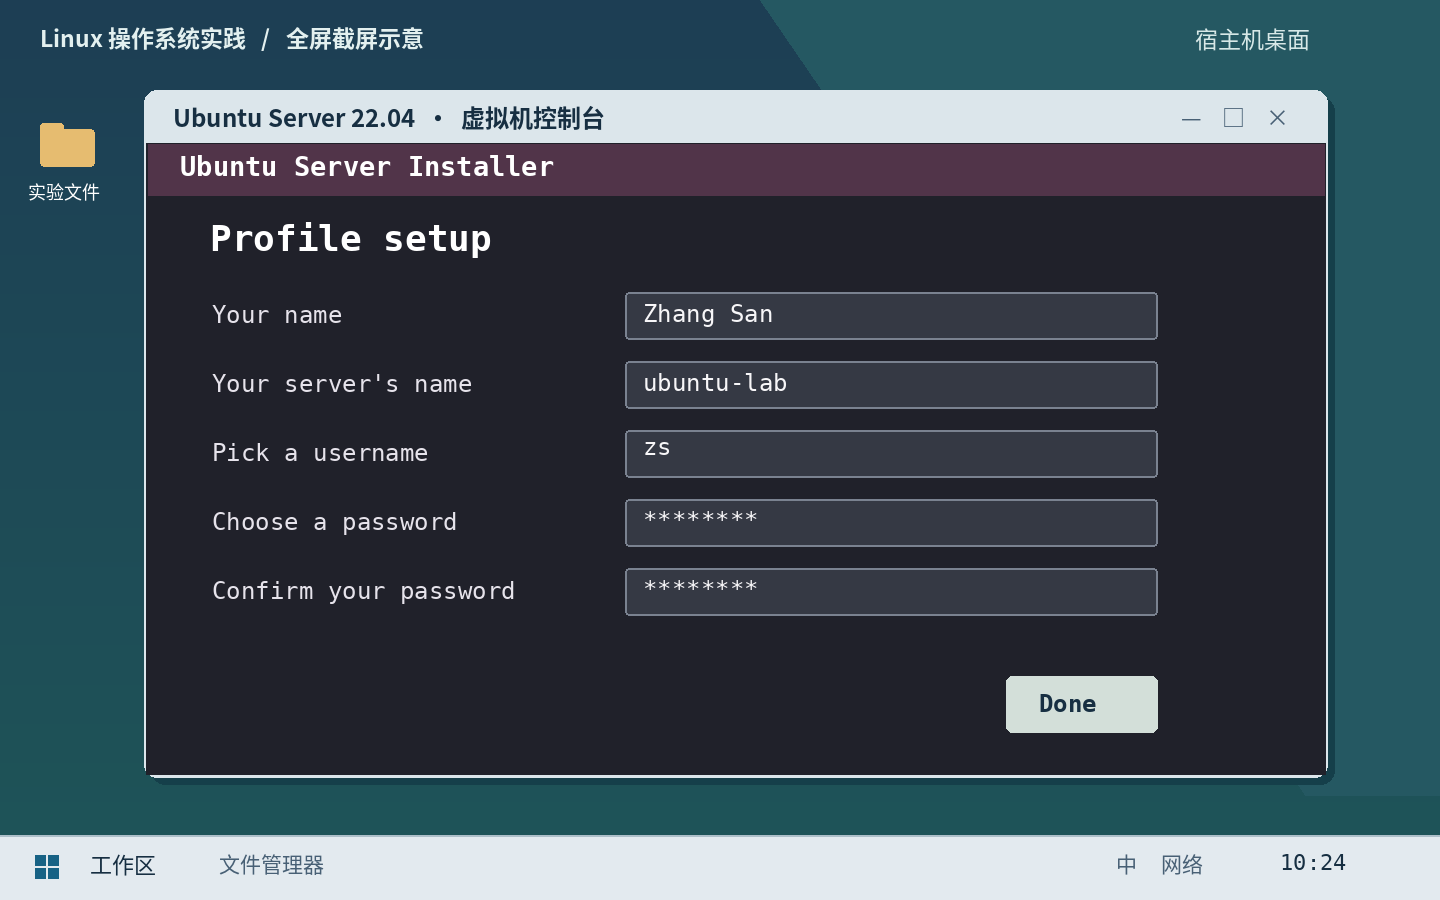 Linux 操作系统实践 / 全屏截屏示意
宿主机桌面
Ubuntu Server 22.04 · 虚拟机控制台
Ubuntu Server Installer
实验文件
Profile setup
Your name Zhang San
Your server's name ubuntu-lab
Pick a username zs
Choose a password ********
Confirm your password ********
Done
工作区 文件管理器 中 网络 10:24